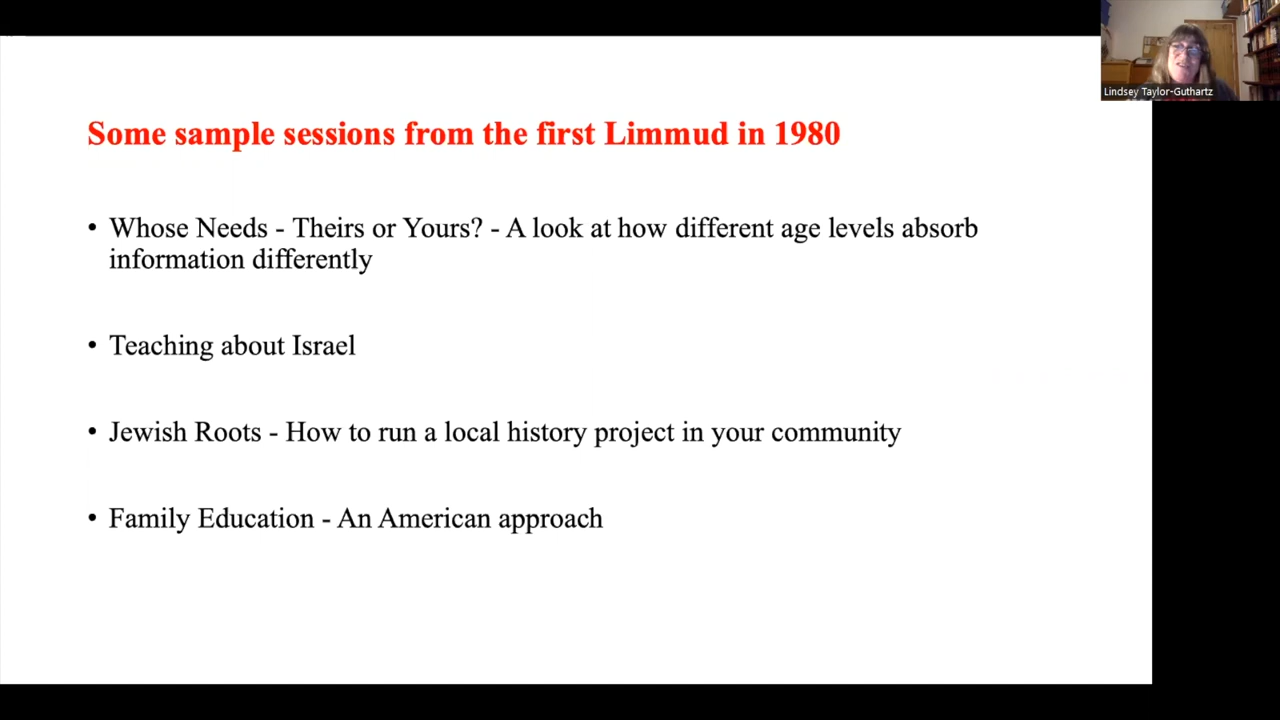 Lindsey Taylor-Guthartz
Some sample sessions from the first Limmud in 1980
• Whose Needs - Theirs or Yours? - A look at how different age levels absorb
information differently
• Teaching about Israel
• Jewish Roots - How to run a local history project in your community
• Family Education - An American approach